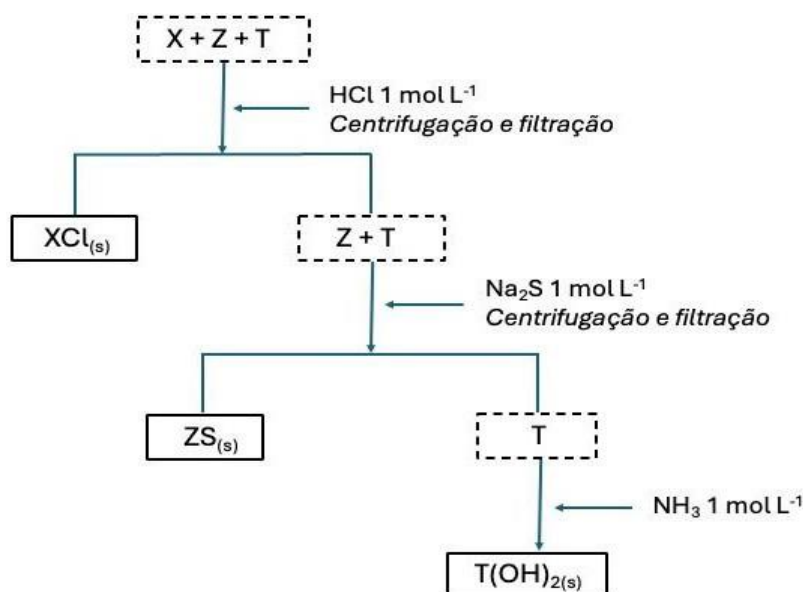 X + Z + T
HCl 1 mol L⁻¹
Centrifugação e filtração
XCl₍ₛ₎
Z + T
Na₂S 1 mol L⁻¹
Centrifugação e filtração
ZS₍ₛ₎
T
NH₃ 1 mol L⁻¹
T(OH)₂₍ₛ₎